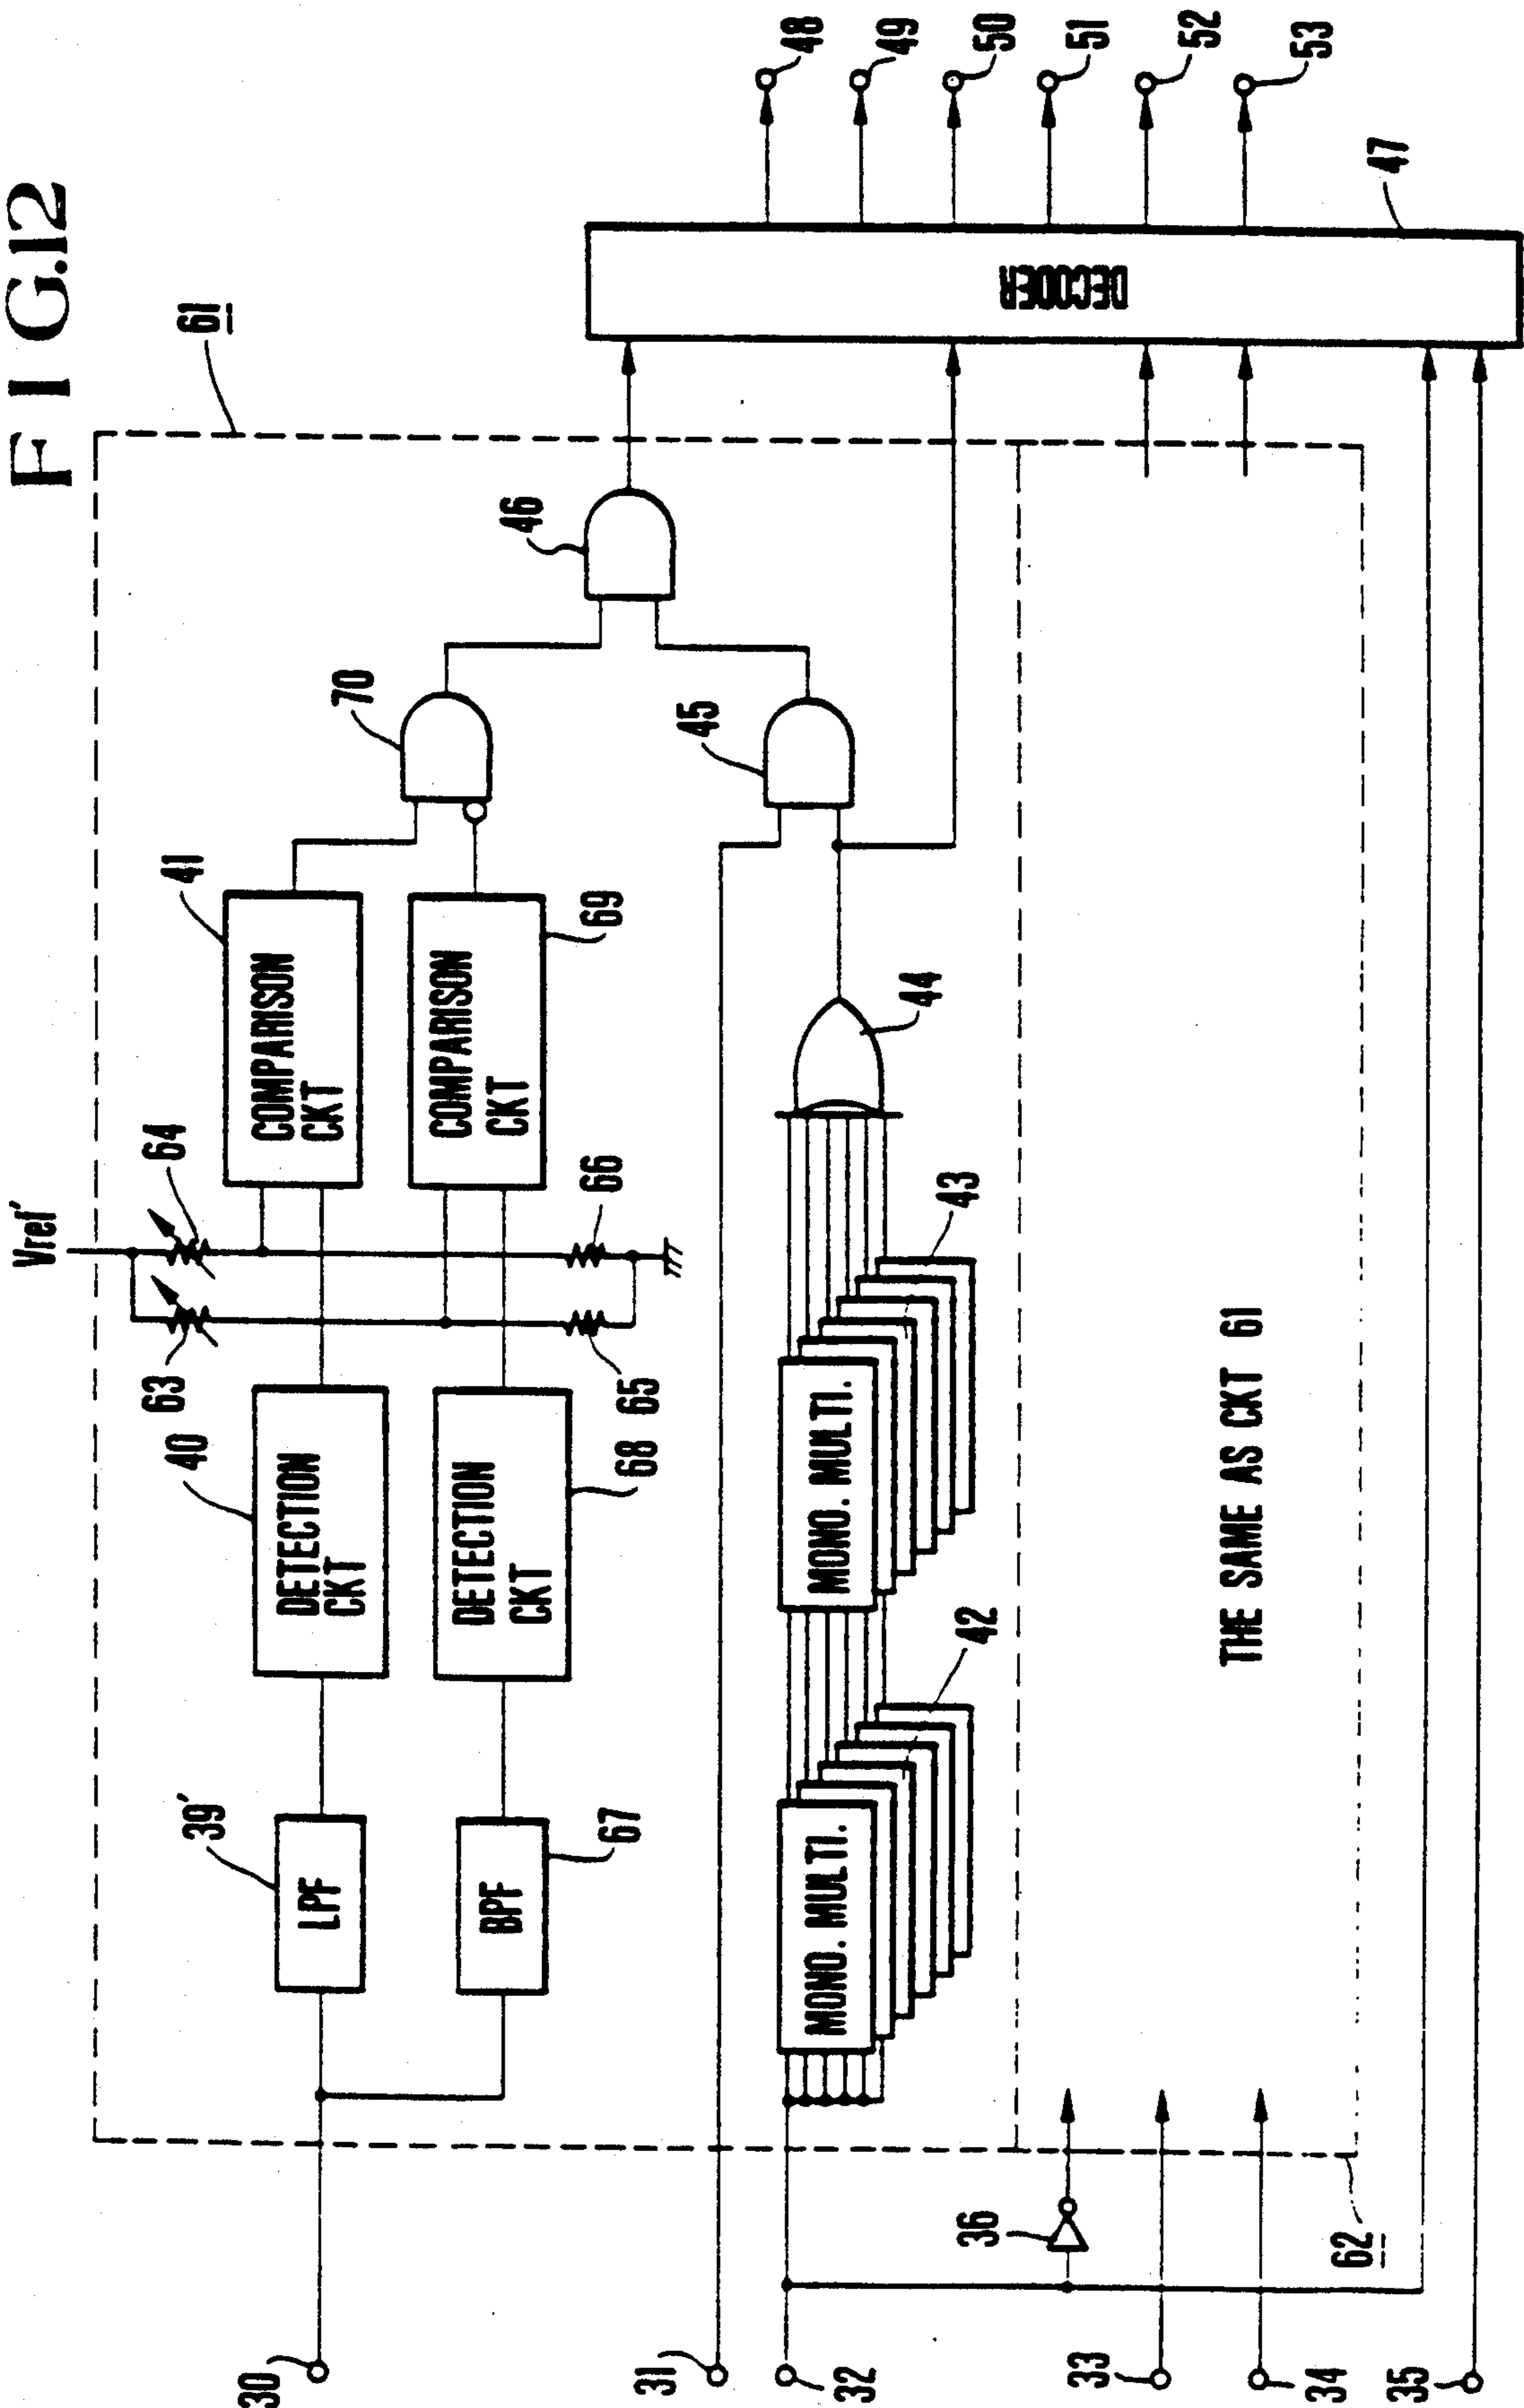 FIG.12
61
Vref'
63
64
39'
LPF
40
DETECTION
CKT
41
COMPARISON
CKT
70
46
67
BPF
68
DETECTION
CKT
65
66
69
COMPARISON
CKT
45
30
31
32
42
MONO. MULTI.
43
MONO. MULTI.
44
36
33
34
35
62
THE SAME AS CKT 61
DECODER
47
48
49
50
51
52
53